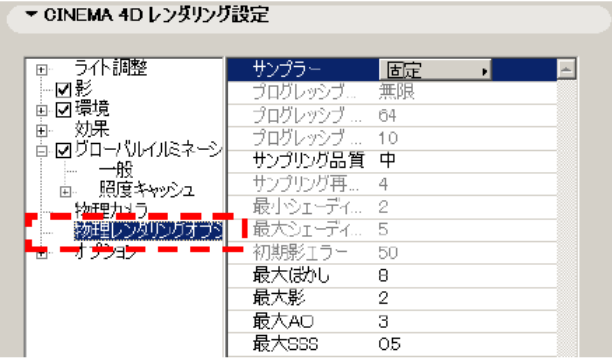 CINEMA 4D レンダリング設定
ライト調整
影
環境
効果
グローバルイルミネーシ
一般
照度キャッシュ
物理カメラ
物理レンダリングオプシ
オプション
サンプラー 固定
プログレッシブ... 無限
プログレッシブ ... 64
プログレッシブ ... 10
サンプリング品質 中
サンプリング再... 4
最小シェーディ... 2
最大シェーディ... 5
初期影エラー 50
最大ぼかし 8
最大影 2
最大AO 3
最大SSS 05